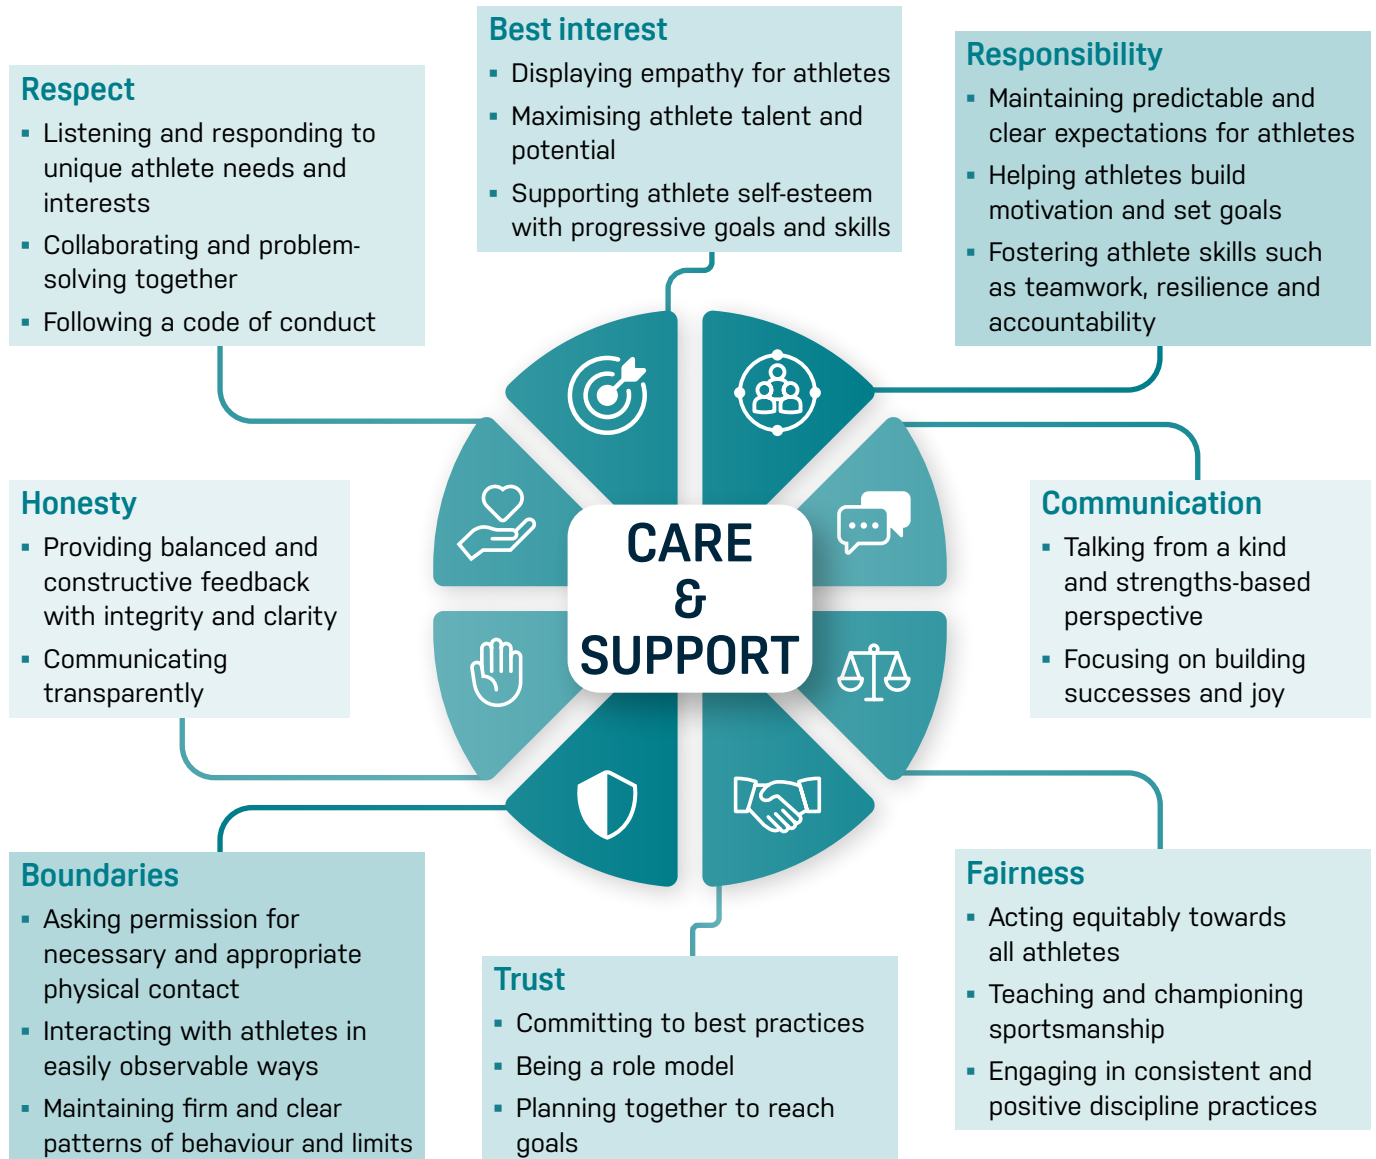 Best interest
▪ Displaying empathy for athletes
▪ Maximising athlete talent and
potential
▪ Supporting athlete self-esteem
with progressive goals and skills
Responsibility
▪ Maintaining predictable and
clear expectations for athletes
▪ Helping athletes build
motivation and set goals
▪ Fostering athlete skills such
as teamwork, resilience and
accountability
Respect
▪ Listening and responding to
unique athlete needs and
interests
▪ Collaborating and problem-
solving together
▪ Following a code of conduct
Honesty
▪ Providing balanced and
constructive feedback
with integrity and clarity
▪ Communicating
transparently
CARE
&
SUPPORT
Communication
▪ Talking from a kind
and strengths-based
perspective
▪ Focusing on building
successes and joy
Boundaries
▪ Asking permission for
necessary and appropriate
physical contact
▪ Interacting with athletes in
easily observable ways
▪ Maintaining firm and clear
patterns of behaviour and limits
Trust
▪ Committing to best practices
▪ Being a role model
▪ Planning together to reach
goals
Fairness
▪ Acting equitably towards
all athletes
▪ Teaching and championing
sportsmanship
▪ Engaging in consistent and
positive discipline practices